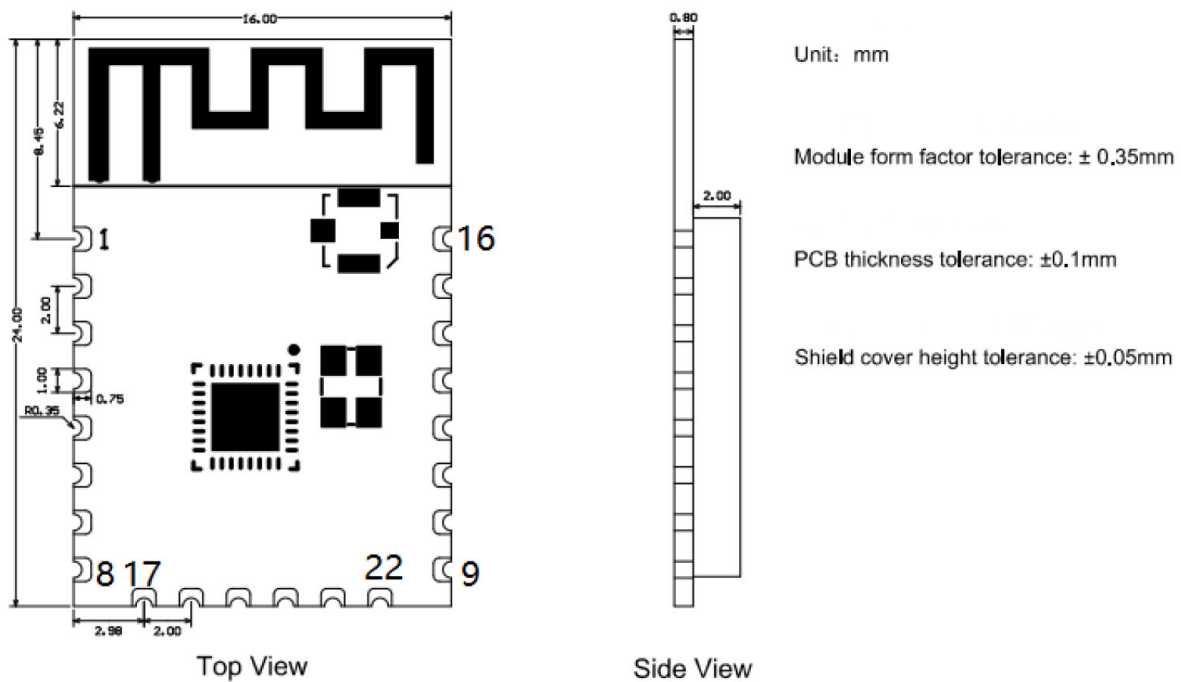 16.00
0.80
Unit: mm
6.22
8.45
Module form factor tolerance: ± 0.35mm
2.00
1
16
PCB thickness tolerance: ±0.1mm
2.00
24.00
Shield cover height tolerance: ±0.05mm
1.00
0.75
R0.35
8
17
22
9
2.98
2.00
Top View
Side View